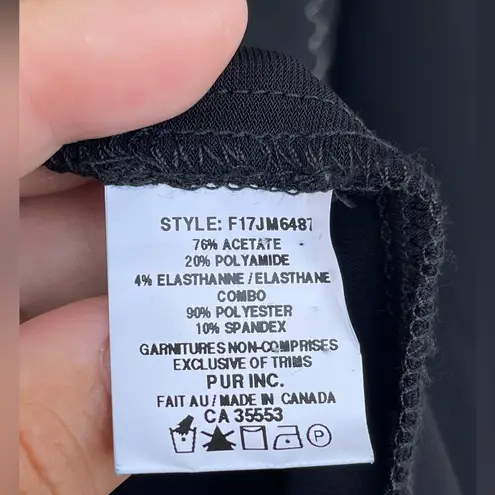 STYLE: F17JM6487
76% ACETATE
20% POLYAMIDE
4% ELASTHANNE / ELASTHANE
COMBO
90% POLYESTER
10% SPANDEX
GARNITURES NON-COMPRISES
EXCLUSIVE OF TRIMS
PUR INC.
FAIT AU / MADE IN CANADA
CA 35553
P